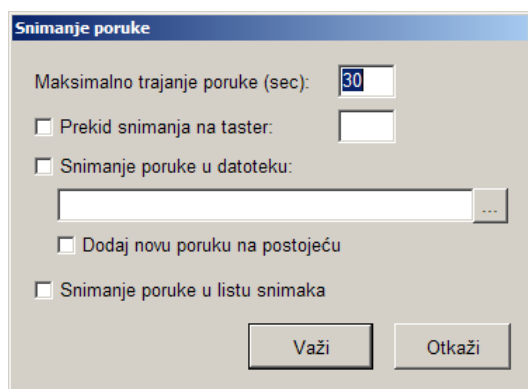 Snimanje poruke
Maksimalno trajanje poruke (sec): 30
Prekid snimanja na taster:
Snimanje poruke u datoteku:
...
Dodaj novu poruku na postojeću
Snimanje poruke u listu snimaka
Važi Otkaži